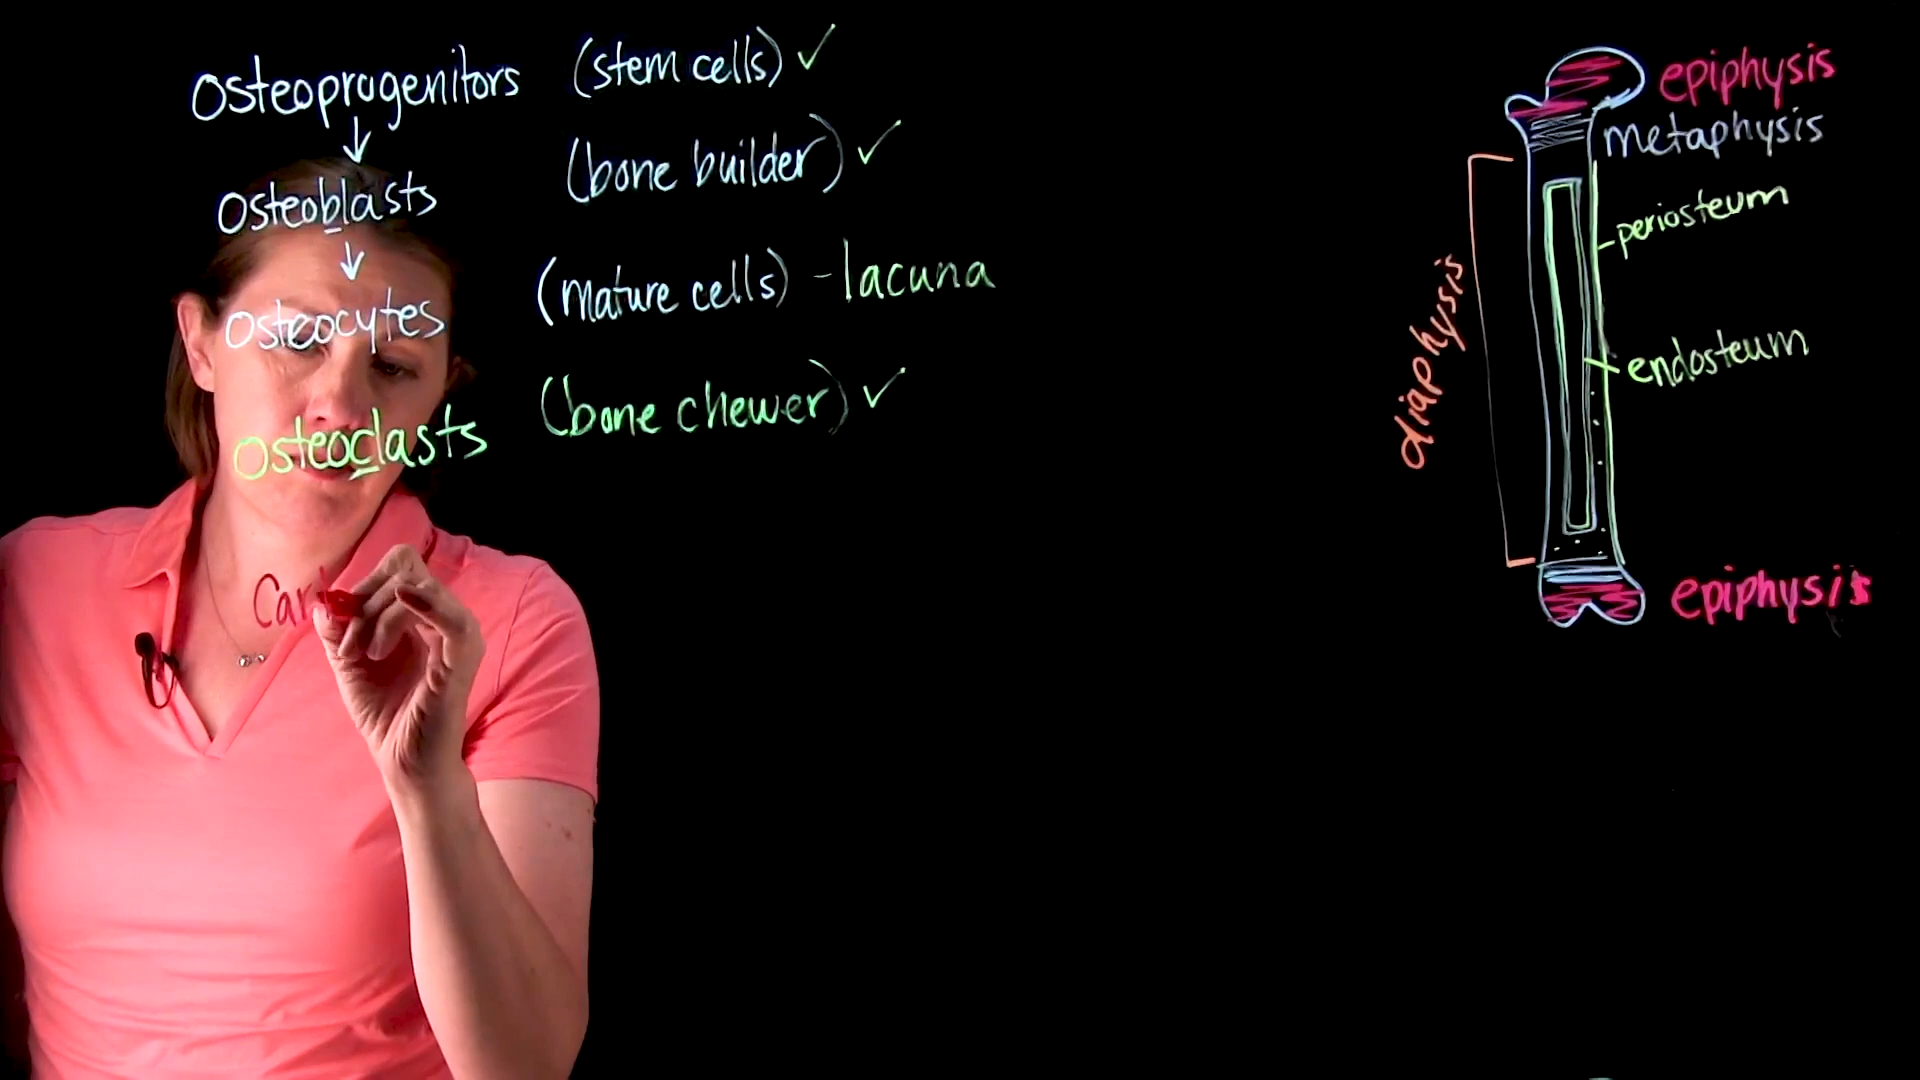 Osteoprogenitors (stem cells) ✓
Osteoblasts (bone builder) ✓
Osteocytes (mature cells) - lacuna
Osteoclasts (bone chewer) ✓
epiphysis
metaphysis
periosteum
diaphysis
endosteum
epiphysis